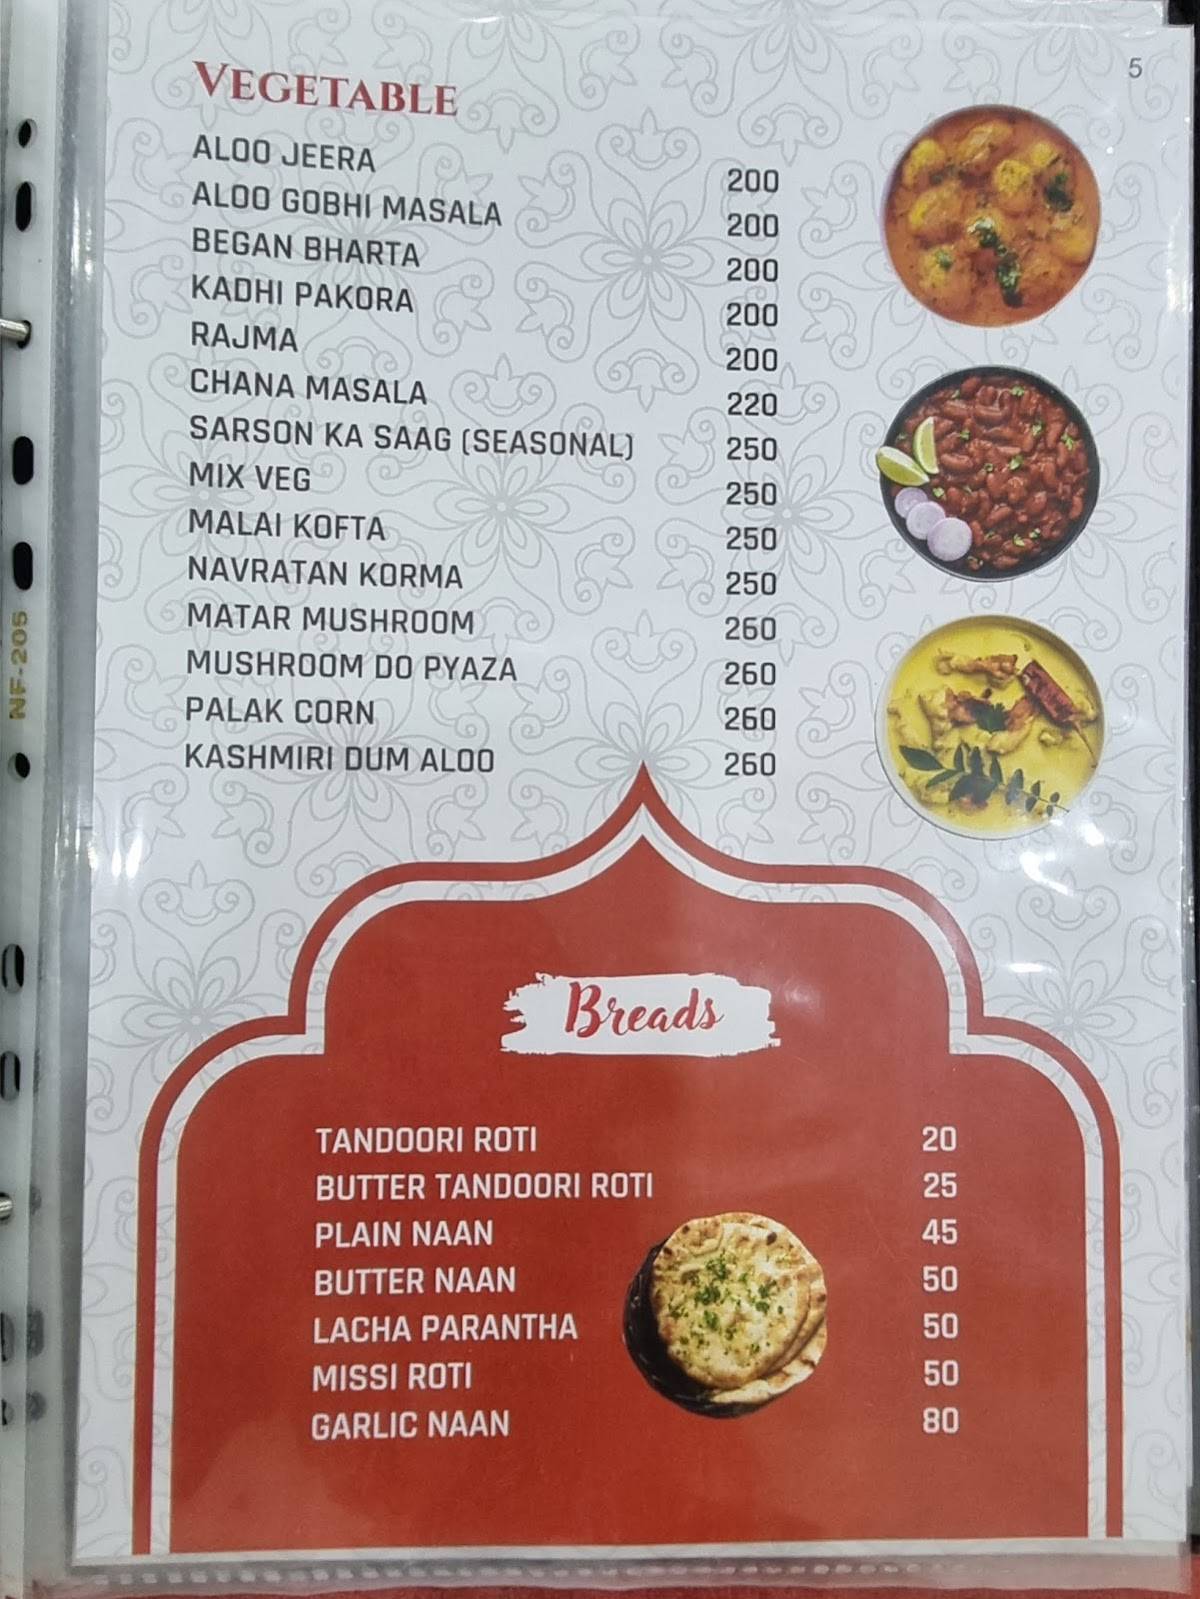 5
VEGETABLE
ALOO JEERA 200
ALOO GOBHI MASALA 200
BEGAN BHARTA 200
KADHI PAKORA 200
RAJMA 200
CHANA MASALA 220
SARSON KA SAAG (SEASONAL) 250
MIX VEG 250
MALAI KOFTA 250
NAVRATAN KORMA 250
MATAR MUSHROOM 260
MUSHROOM DO PYAZA 260
PALAK CORN 260
KASHMIRI DUM ALOO 260
Breads
TANDOORI ROTI 20
BUTTER TANDOORI ROTI 25
PLAIN NAAN 45
BUTTER NAAN 50
LACHA PARANTHA 50
MISSI ROTI 50
GARLIC NAAN 80
NF-205